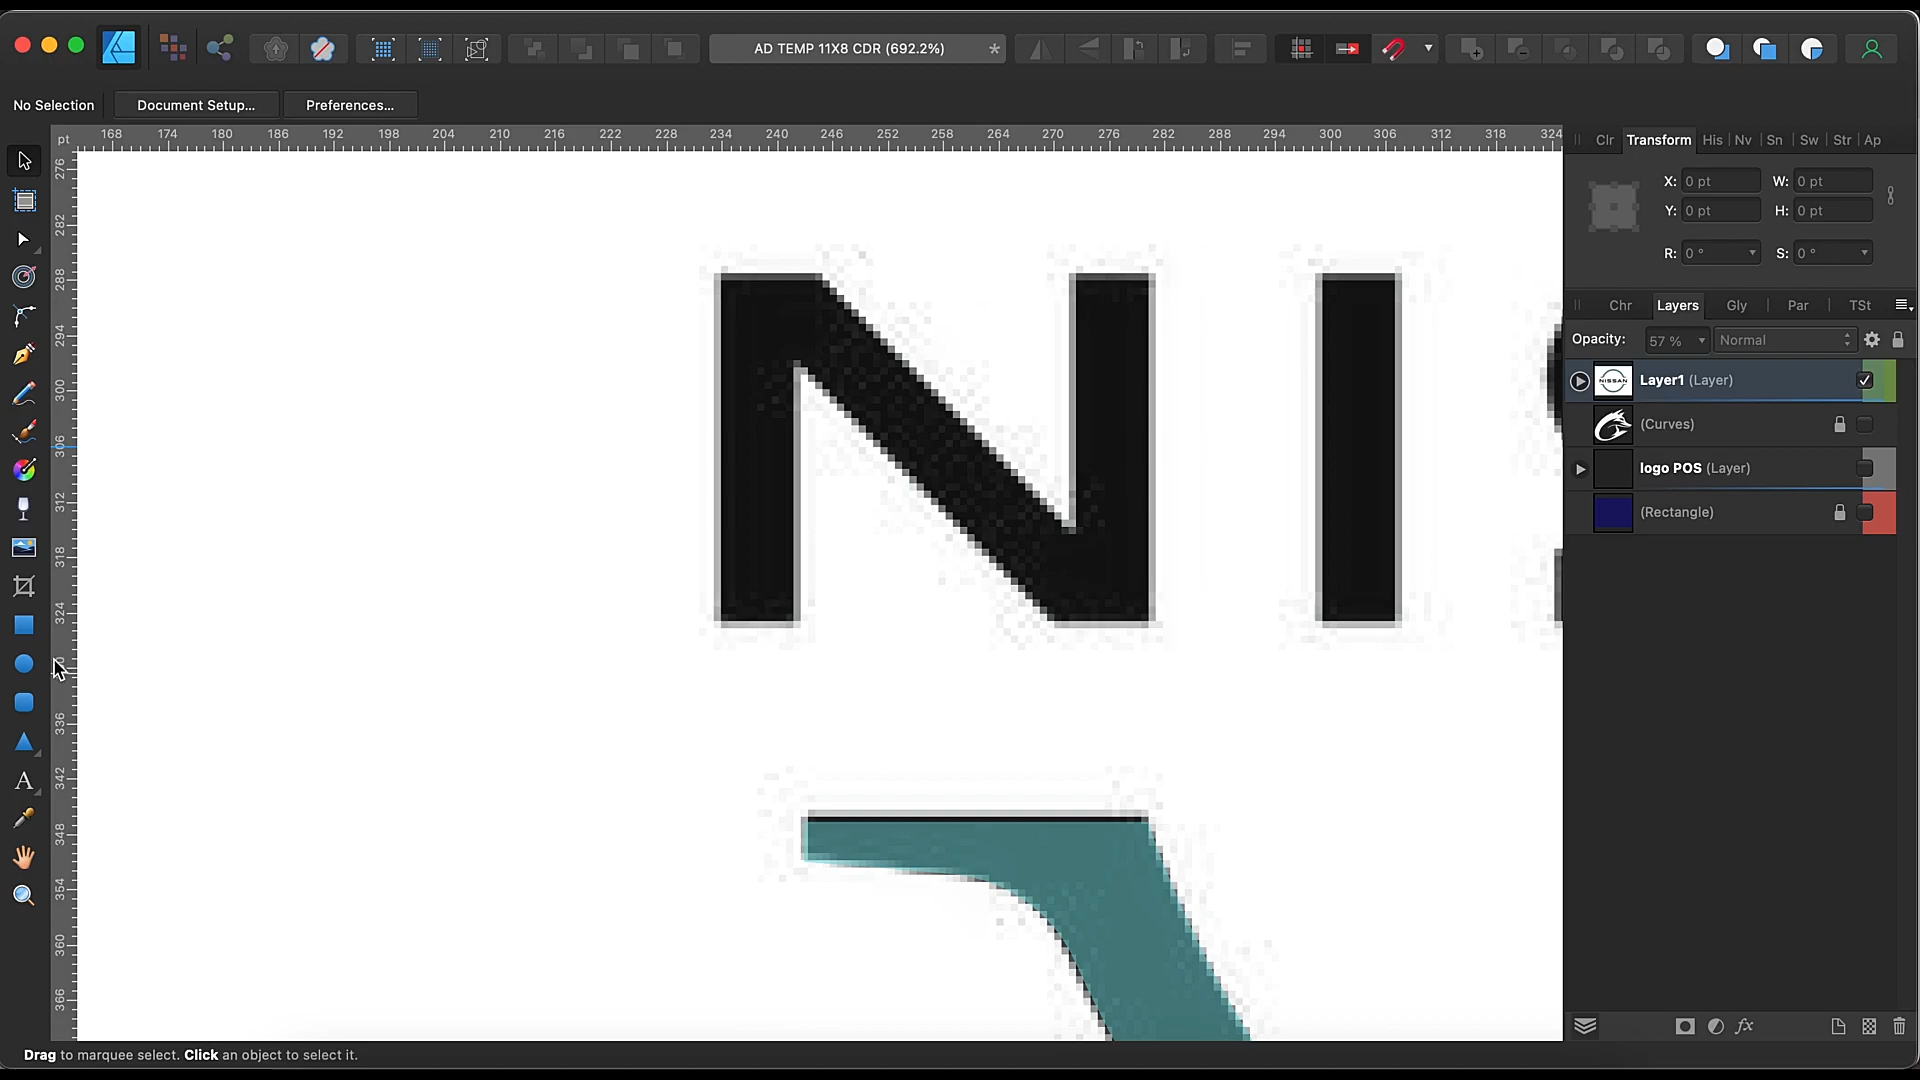 AD TEMP 11X8 CDR (692.2%) *
No Selection Document Setup... Preferences...
pt 168 174 180 186 192 198 204 210 216 222 228 234 240 246 252 258 264 270 276 282 288 294 300 306 312 318 324
276
282
288
294
300
306
312
318
324
336
342
348
354
360
366
Clr Transform His Nv Sn Sw Str Ap
X: 0 pt W: 0 pt
Y: 0 pt H: 0 pt
R: 0 ° S: 0 °
Chr Layers Gly Par TSt
Opacity: 57 % Normal
NISSAN Layer1 (Layer)
(Curves)
logo POS (Layer)
(Rectangle)
NI
A
fx
Drag to marquee select. Click an object to select it.